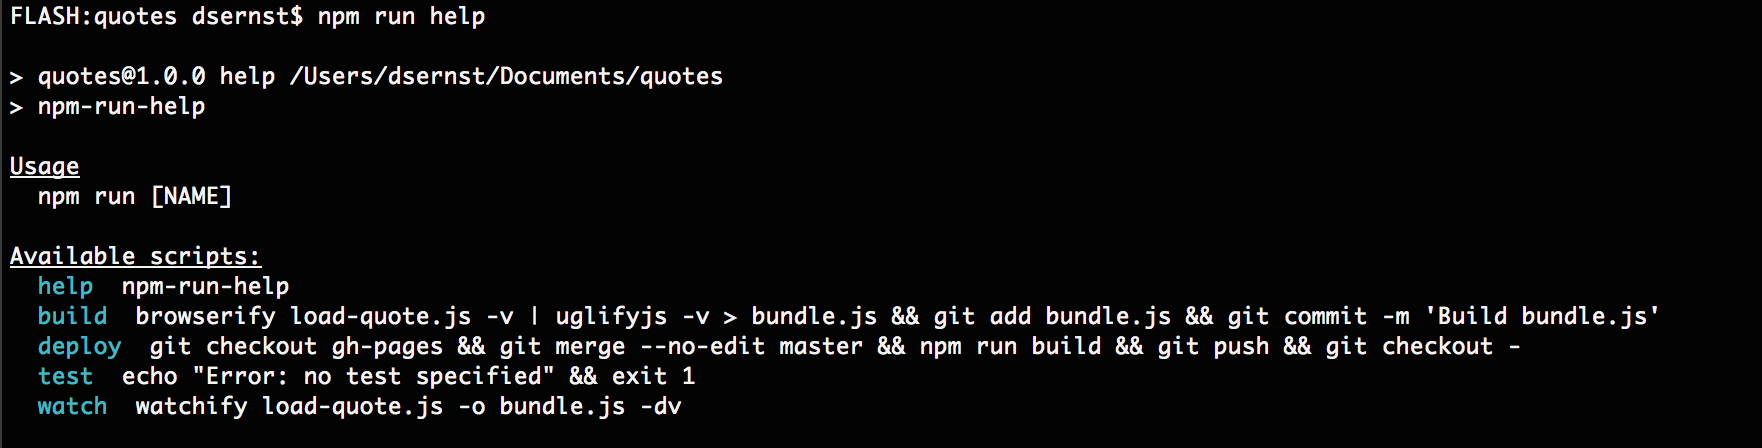 FLASH:quotes dsernst$ npm run help
> quotes@1.0.0 help /Users/dsernst/Documents/quotes
> npm-run-help
Usage
npm run [NAME]
Available scripts:
help  npm-run-help
build  browserify load-quote.js -v | uglifyjs -v > bundle.js && git add bundle.js && git commit -m 'Build bundle.js'
deploy  git checkout gh-pages && git merge --no-edit master && npm run build && git push && git checkout -
test  echo "Error: no test specified" && exit 1
watch  watchify load-quote.js -o bundle.js -dv